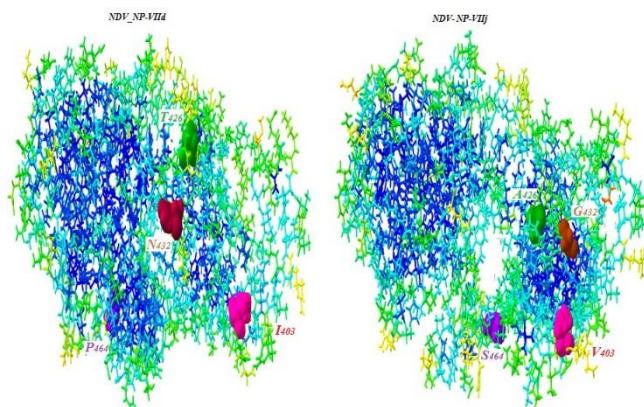 NDV_NP-VIId
NDV-NP-VIIj
T426
N432
I403
P464
A426
G432
S464
V403